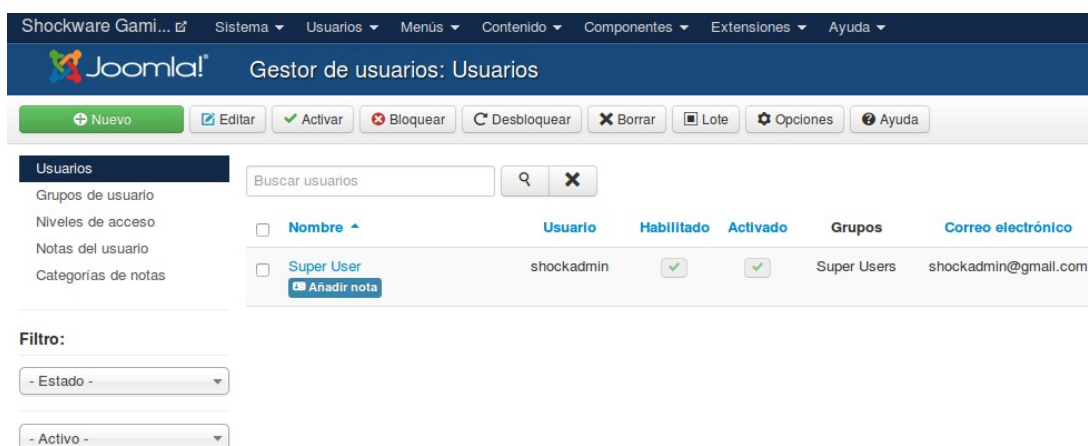 Shockware Gami... Sistema Usuarios Menús Contenido Componentes Extensiones Ayuda
Joomla!® Gestor de usuarios: Usuarios
Nuevo Editar Activar Bloquear Desbloquear Borrar Lote Opciones Ayuda
Usuarios
Grupos de usuario
Niveles de acceso
Notas del usuario
Categorías de notas
Buscar usuarios
Nombre Usuario Habilitado Activado Grupos Correo electrónico
Super User shockadmin Super Users shockadmin@gmail.com
Añadir nota
Filtro:
- Estado -
- Activo -